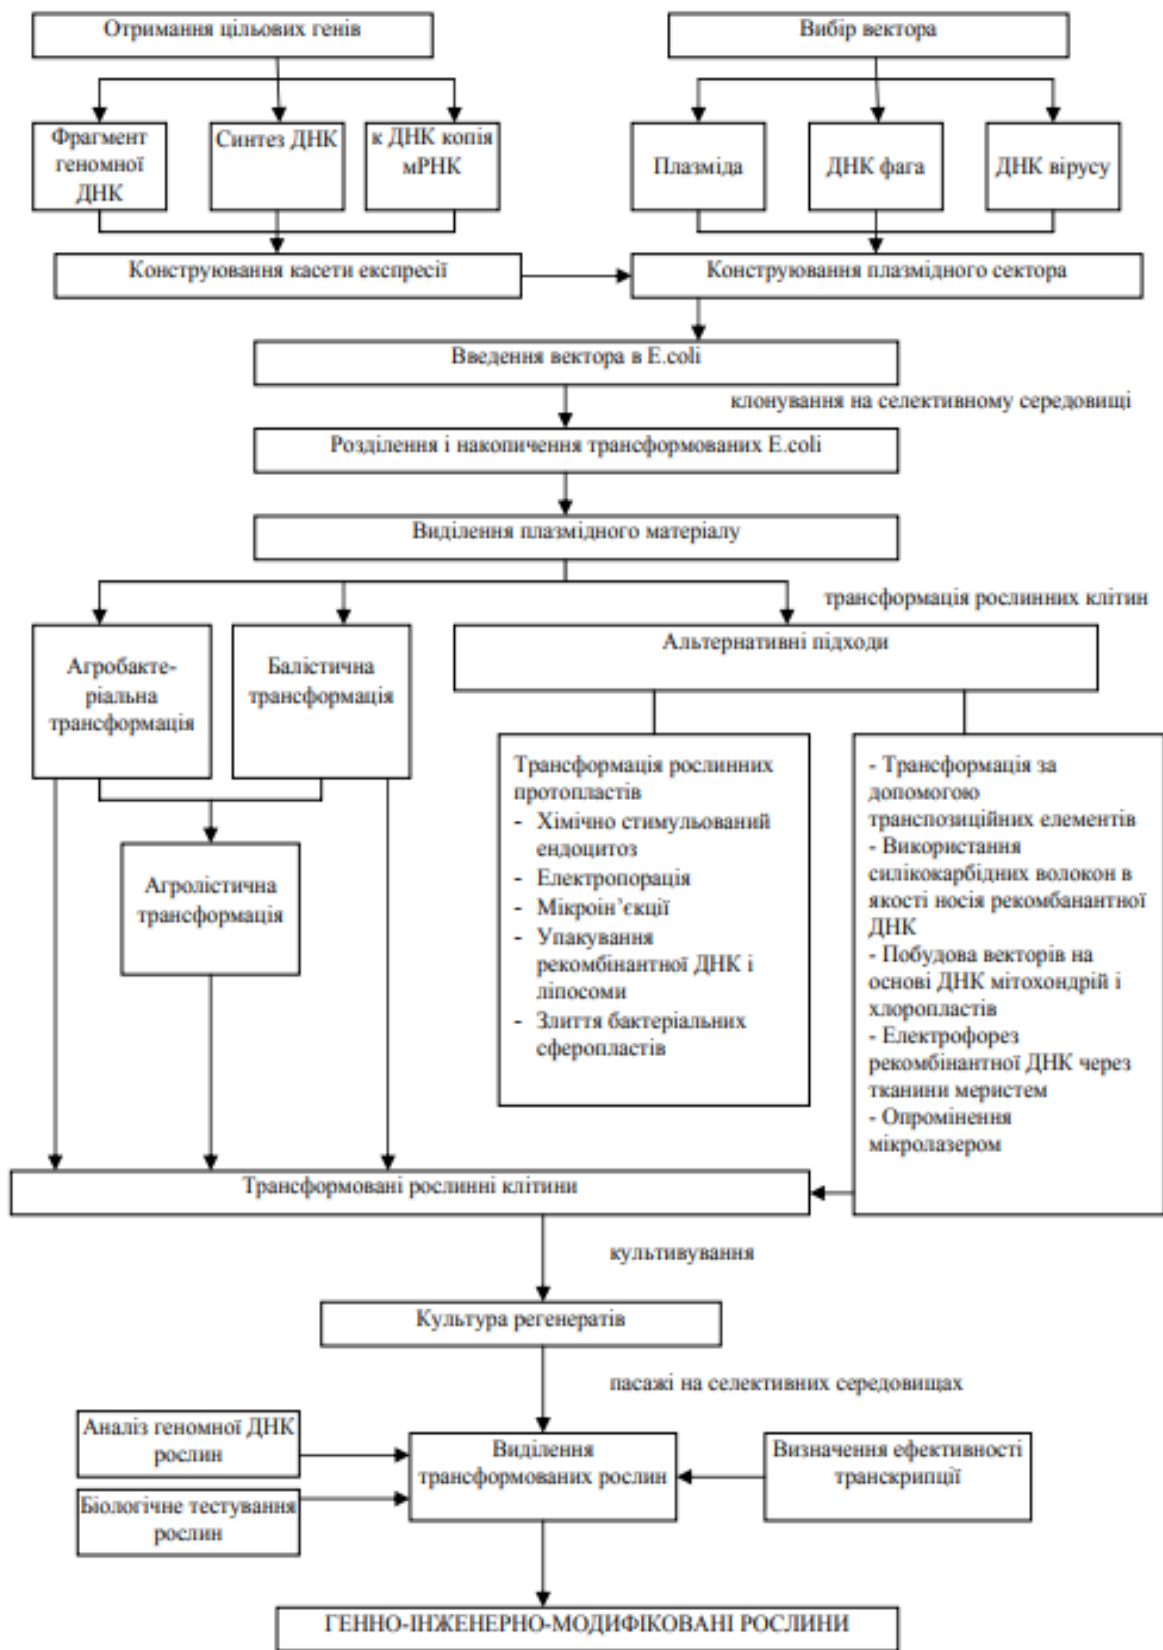 Отримання цільових генів
Вибір вектора
Фрагмент
геномної
ДНК
Синтез ДНК
к ДНК копія
мРНК
Плазміда
ДНК фага
ДНК вірусу
Конструювання касети експресії
Конструювання плазмідного сектора
Введення вектора в E.coli
клонування на селективному середовищі
Розділення і накопичення трансформованих E.coli
Виділення плазмідного матеріалу
трансформація рослинних клітин
Агробакте-
ріальна
трансформація
Балістична
трансформація
Альтернативні підходи
Агролістична
трансформація
Трансформація рослинних
протопластів
- Хімічно стимульований
ендоцитоз
- Електропорація
- Мікроін’єкції
- Упакування
рекомбінантної ДНК і
ліпосоми
- Злиття бактеріальних
сферопластів
- Трансформація за
допомогою
транспозиційних елементів
- Використання
силікокарбідних волокон в
якості носія рекомбанантної
ДНК
- Побудова векторів на
основі ДНК мітохондрій і
хлоропластів
- Електрофорез
рекомбінантної ДНК через
тканини меристем
- Опромінення
мікролазером
Трансформовані рослинні клітини
культивування
Культура регенератів
пасажі на селективних середовищах
Аналіз геномної ДНК
рослин
Біологічне тестування
рослин
Виділення
трансформованих рослин
Визначення ефективності
транскрипції
ГЕННО-ІНЖЕНЕРНО-МОДИФІКОВАНІ РОСЛИНИ